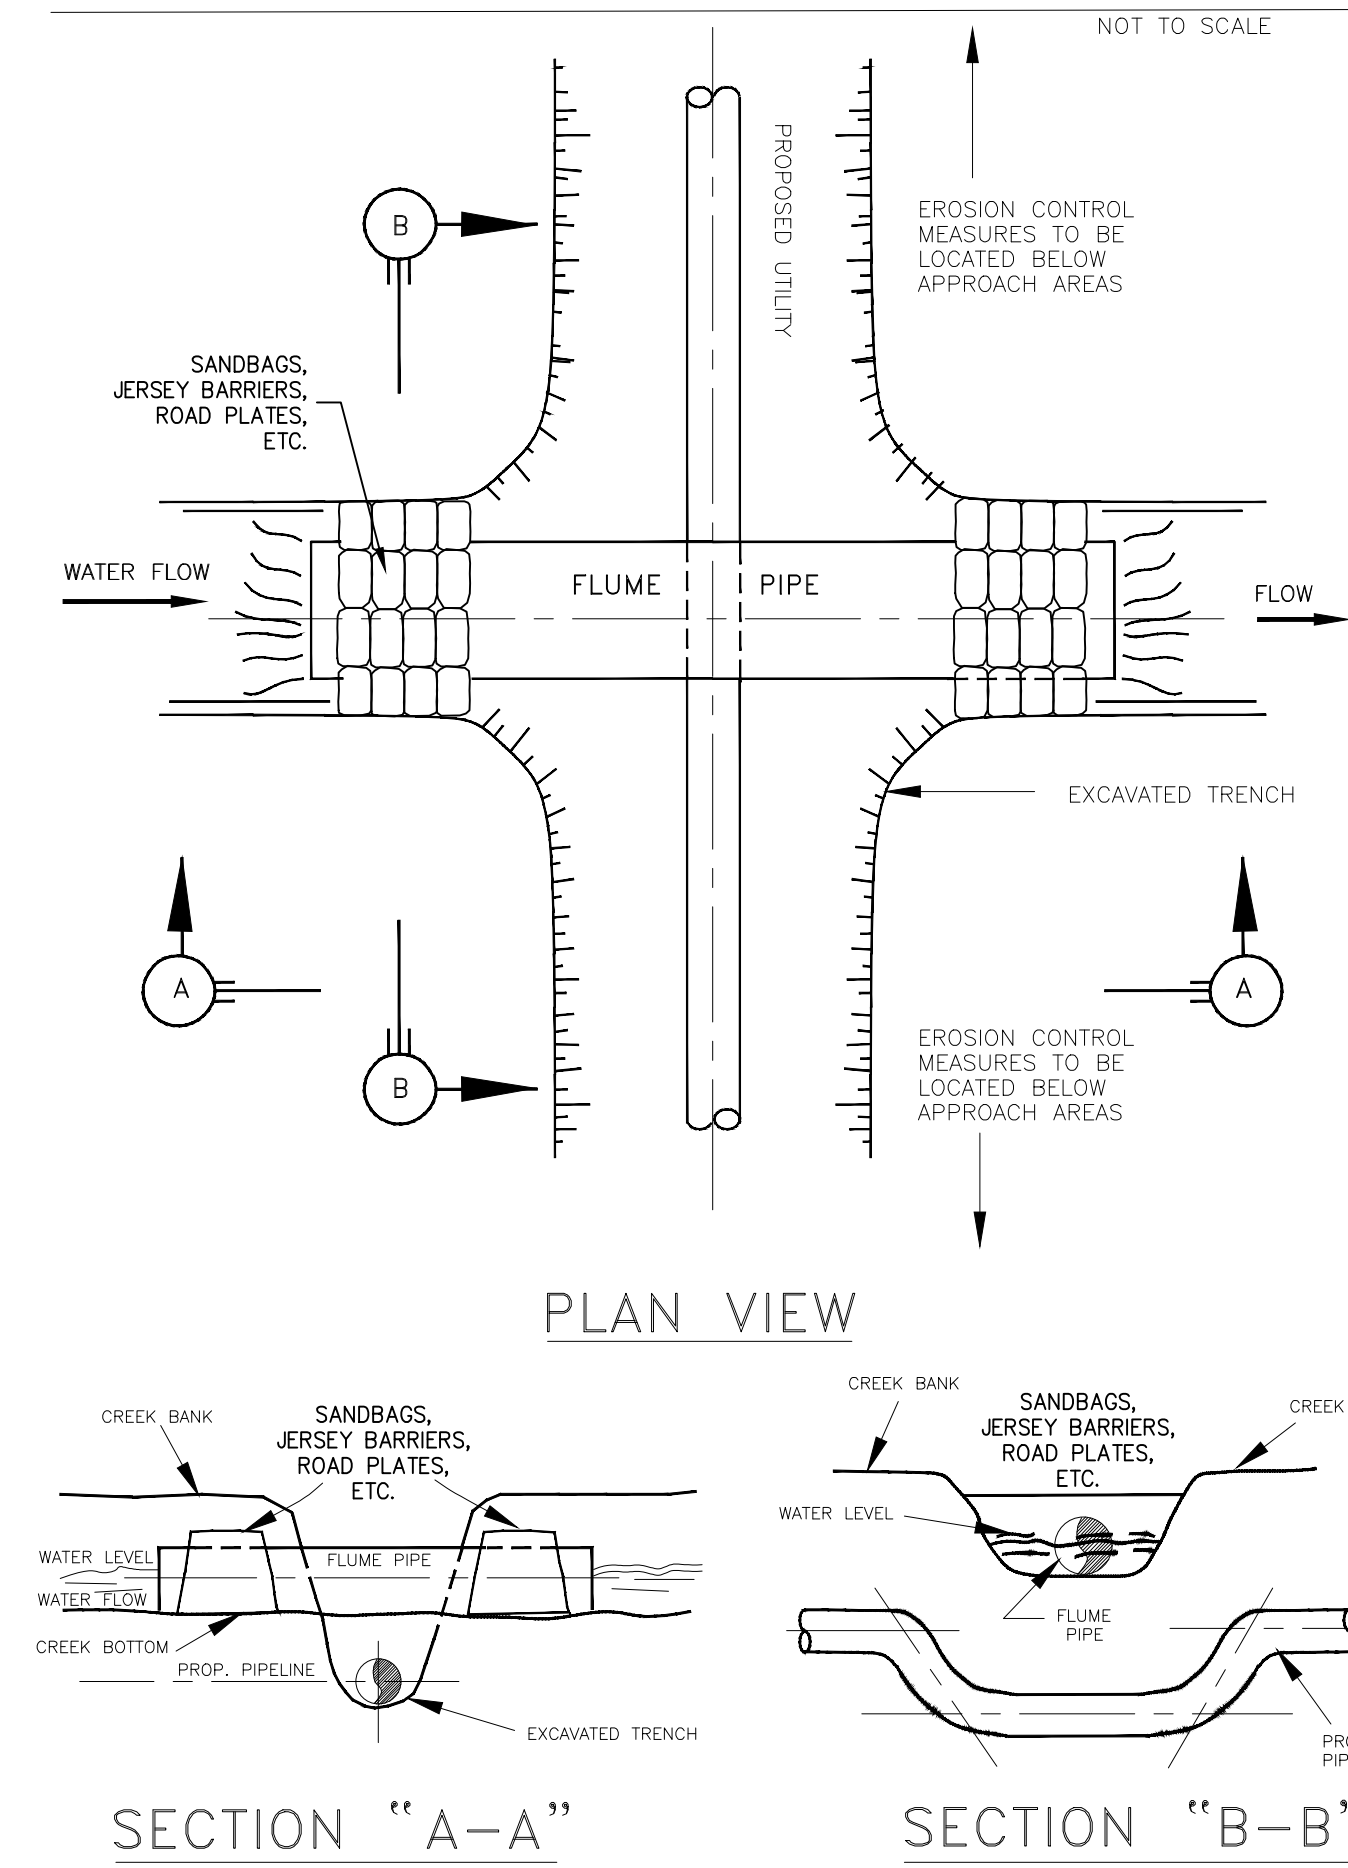 NOT TO SCALE
PROPOSED UTILITY
B
EROSION CONTROL
MEASURES TO BE
LOCATED BELOW
APPROACH AREAS
SANDBAGS,
JERSEY BARRIERS,
ROAD PLATES,
ETC.
WATER FLOW
FLUME PIPE
FLOW
EXCAVATED TRENCH
A
A
B
EROSION CONTROL
MEASURES TO BE
LOCATED BELOW
APPROACH AREAS
PLAN VIEW
CREEK BANK
SANDBAGS,
JERSEY BARRIERS,
ROAD PLATES,
ETC.
WATER LEVEL
FLUME PIPE
WATER FLOW
CREEK BOTTOM
PROP. PIPELINE
EXCAVATED TRENCH
SECTION "A-A"
CREEK BANK
SANDBAGS,
JERSEY BARRIERS,
ROAD PLATES,
ETC.
CREEK
WATER LEVEL
FLUME
PIPE
SECTION "B-B"